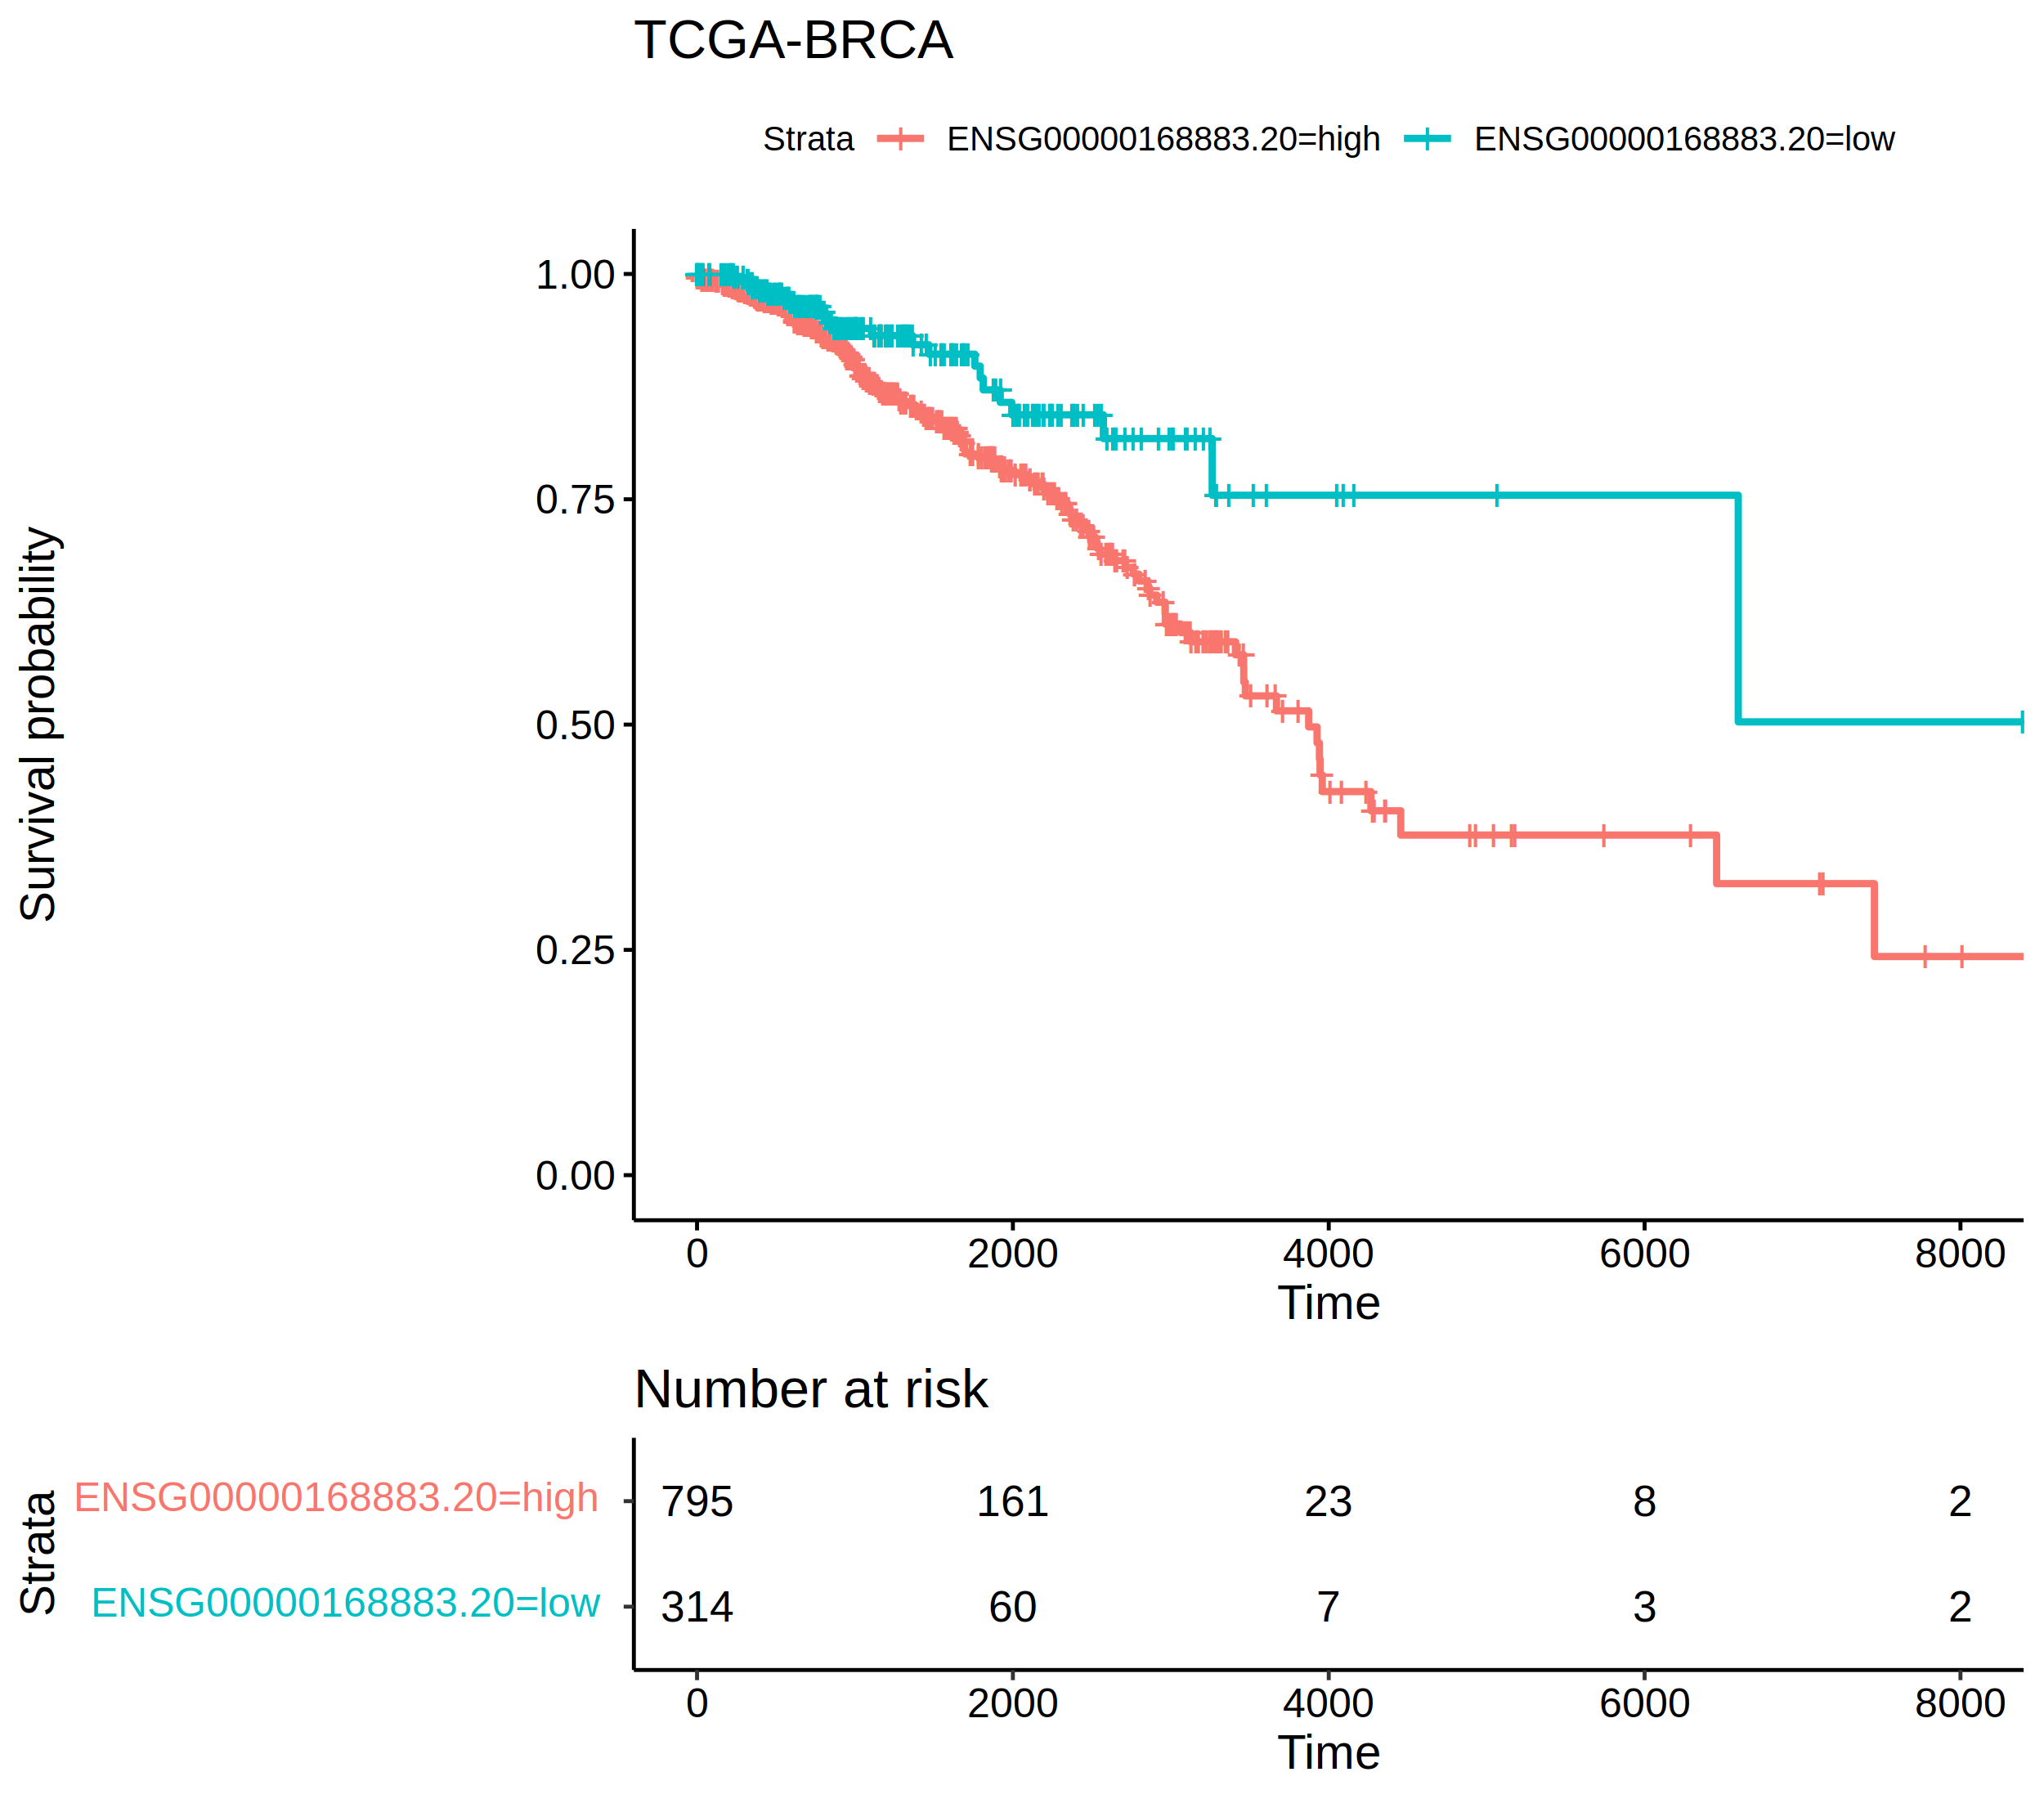 TCGA-BRCA
Strata ENSG00000168883.20=high ENSG00000168883.20=low
Survival probability
1.00
0.75
0.50
0.25
0.00
0 2000 4000 6000 8000
Time
Number at risk
Strata
ENSG00000168883.20=high 795 161 23 8 2
ENSG00000168883.20=low 314 60 7 3 2
0 2000 4000 6000 8000
Time